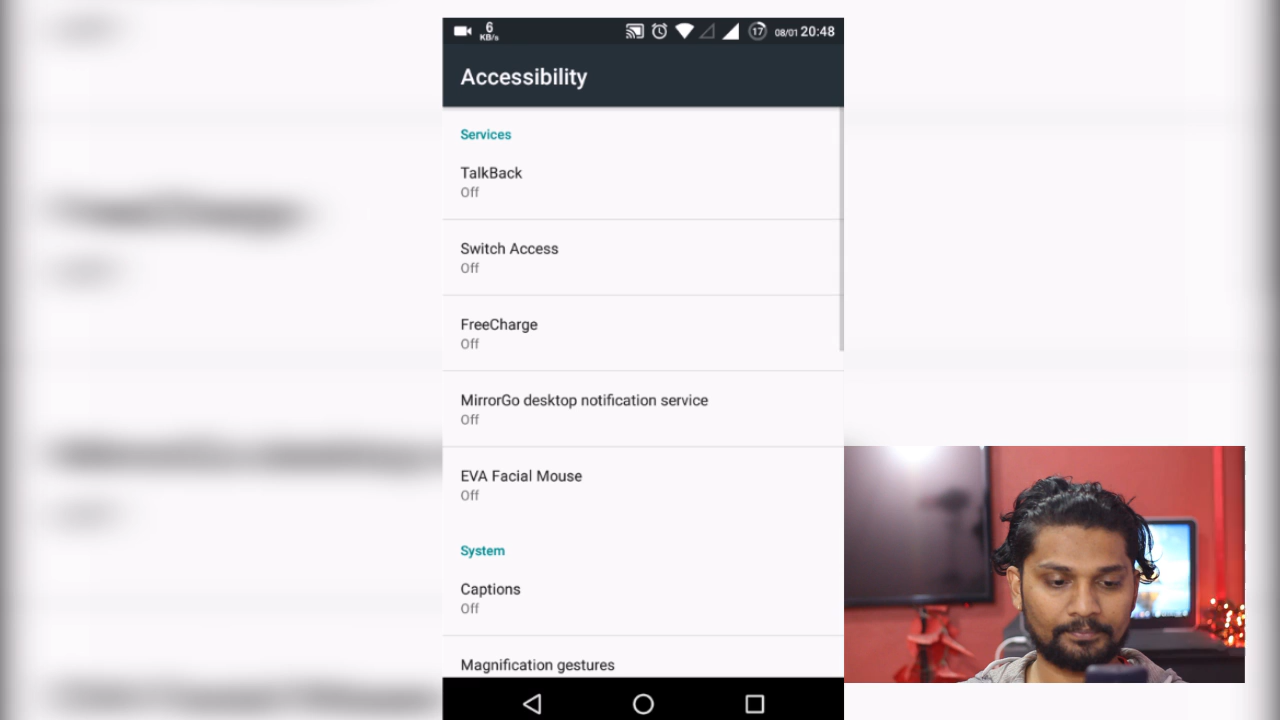 6
KB/s
17
08/01 20:48
Accessibility
Services
TalkBack
Off
Switch Access
Off
FreeCharge
Off
MirrorGo desktop notification service
Off
EVA Facial Mouse
Off
System
Captions
Off
Magnification gestures